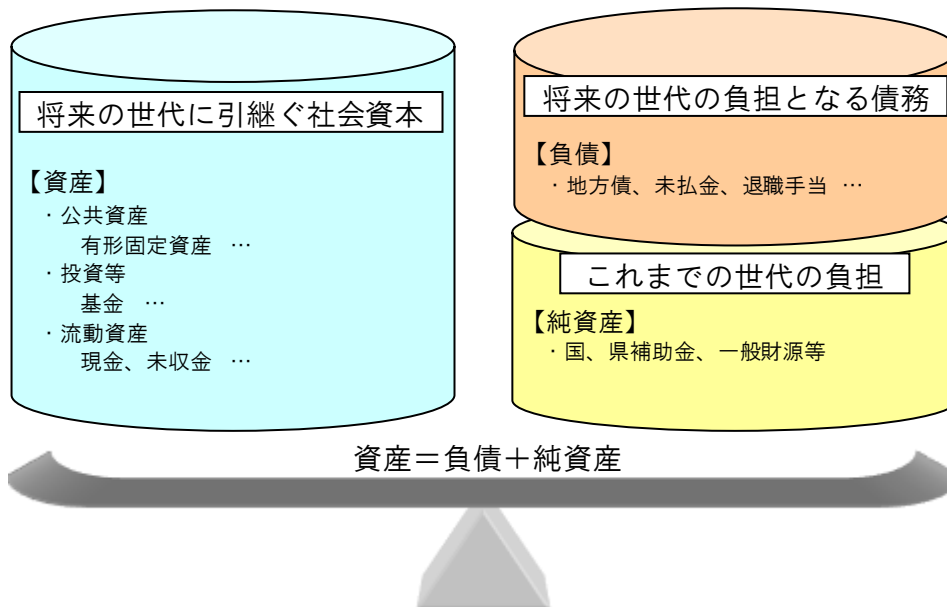 将来の世代に引継ぐ社会資本
【資産】
・公共資産
有形固定資産 …
・投資等
基金 …
・流動資産
現金、未収金 …
将来の世代の負担となる債務
【負債】
・地方債、未払金、退職手当 …
これまでの世代の負担
【純資産】
・国、県補助金、一般財源等
資産＝負債＋純資産